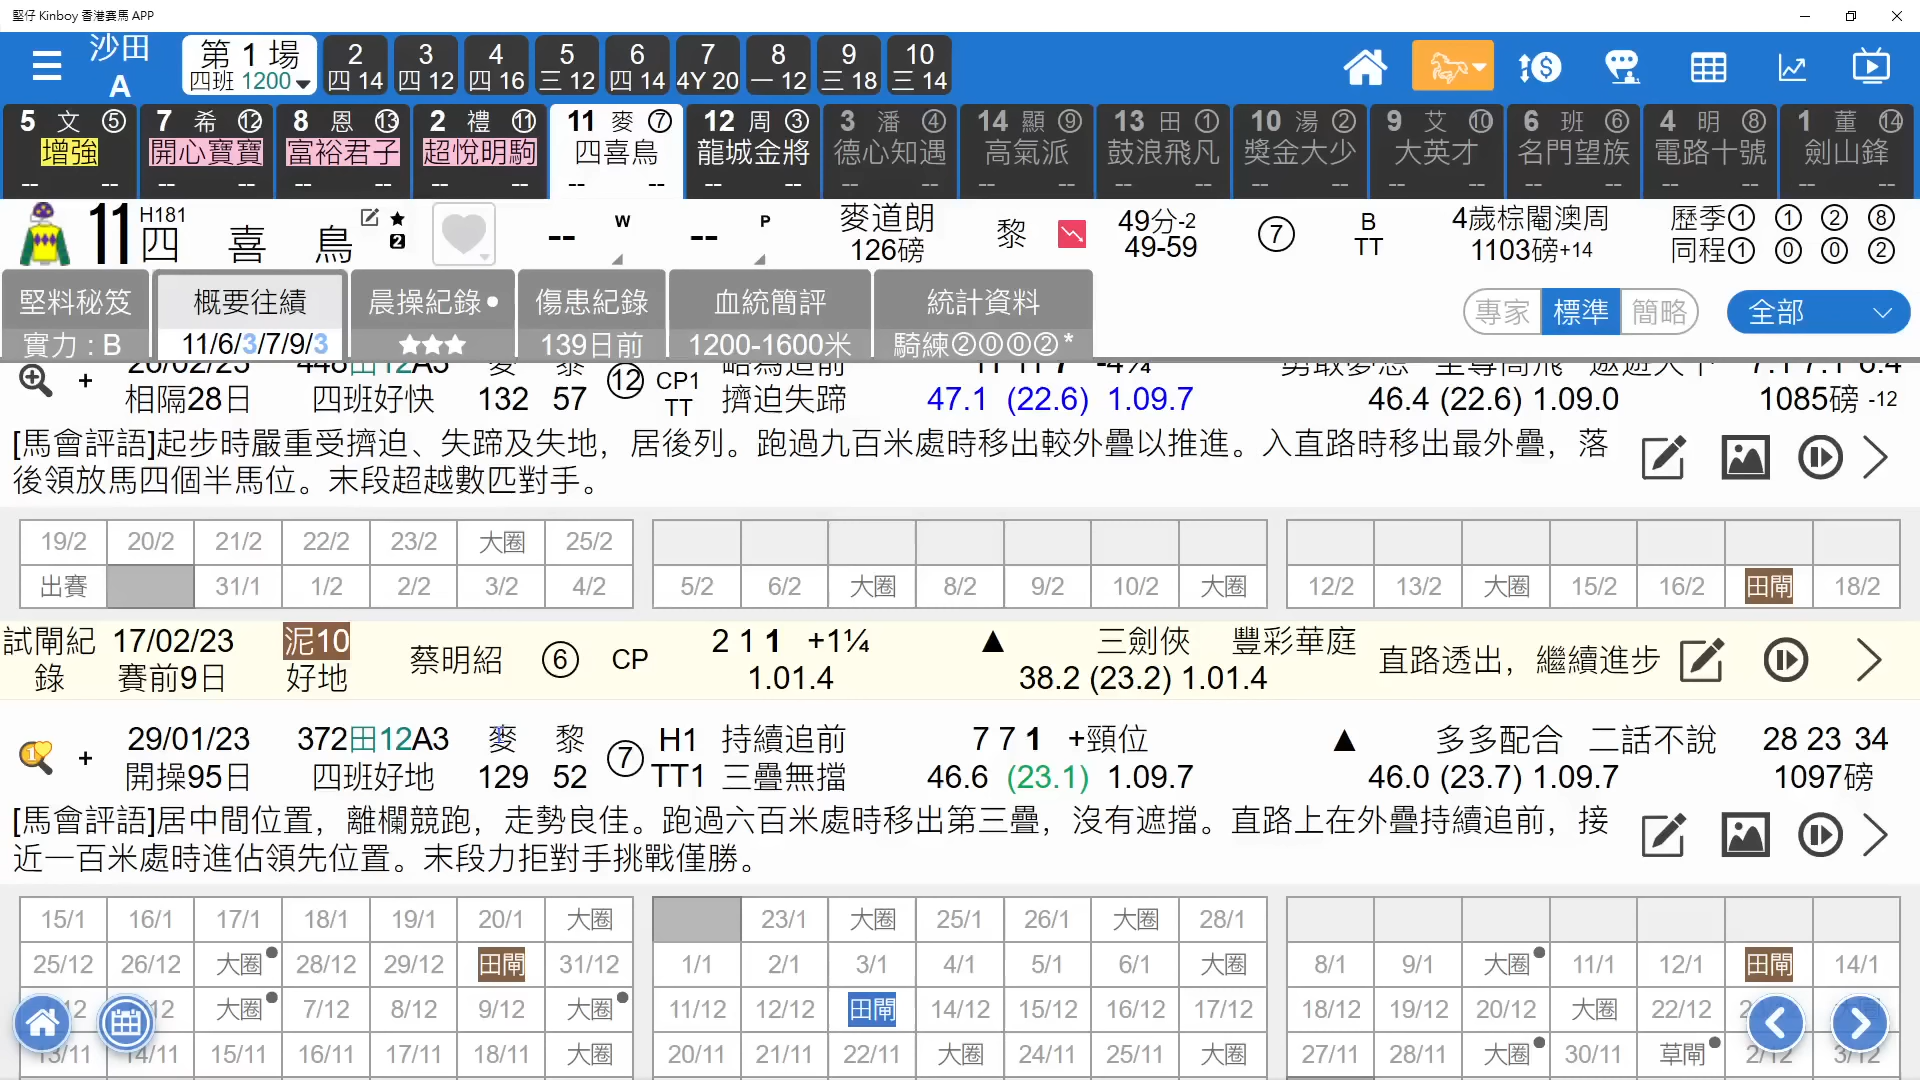 堅仔 Kinboy 香港賽馬 APP
沙田 A
第 1 場 四班 1200
2 四 14
3 四 12
4 四 16
5 三 12
6 四 14
7 4Y 20
8 一 12
9 三 18
10 三 14
5 文 ⑤ 增強 -- --
7 希 ⑫ 開心寶寶 -- --
8 恩 ⑬ 富裕君子 -- --
2 禮 ⑪ 超悅明駒 -- --
11 麥 ⑦ 四喜鳥 -- --
12 周 ③ 龍城金將 -- --
3 潘 ④ 德心知遇 -- --
14 顯 ⑨ 高氣派 -- --
13 田 ① 鼓浪飛凡 -- --
10 湯 ② 獎金大少 -- --
9 艾 ⑩ 大英才 -- --
6 班 ⑥ 名門望族 -- --
4 明 ⑧ 電路十號 -- --
1 董 ⑭ 劍山鋒 -- --
11 H181 四喜鳥 ★ 2
-- W -- P
麥道朗 126磅
黎
49分-2 49-59
⑦
B TT
4歲棕閹澳周 1103磅+14
歷季① ① ② ⑧
同程① ⓪ ⓪ ②
堅料秘笈 實力 : B
概要往績 11/6/3/7/9/3
晨操紀錄● ★★★
傷患紀錄 139日前
血統簡評 1200-1600米
統計資料 騎練②⓪⓪② *
專家 標準 簡略
全部
+ 26/02/23 448田12A3 麥 黎 ⑫ CP1
相隔28日 四班好快 132 57 TT 擠迫失蹄 47.1 (22.6) 1.09.7 46.4 (22.6) 1.09.0 1085磅 -12
[馬會評語]起步時嚴重受擠迫、失蹄及失地，居後列。跑過九百米處時移出較外疊以推進。入直路時移出最外疊，落
後領放馬四個半馬位。末段超越數匹對手。
19/2 20/2 21/2 22/2 23/2 大圈 25/2
出賽 31/1 1/2 2/2 3/2 4/2 5/2 6/2 大圈 8/2 9/2 10/2 大圈 12/2 13/2 大圈 15/2 16/2 田閘 18/2
試閘紀錄 17/02/23 泥10 蔡明紹 ⑥ CP 2 1 1 +1¼ ▲ 三劍俠 豐彩華庭 直路透出，繼續進步
賽前9日 好地 1.01.4 38.2 (23.2) 1.01.4
+ 29/01/23 372田12A3 麥 黎 ⑦ H1 持續追前 7 7 1 +頸位 ▲ 多多配合 二話不說 28 23 34
開操95日 四班好地 129 52 TT1 三疊無擋 46.6 (23.1) 1.09.7 46.0 (23.7) 1.09.7 1097磅
[馬會評語]居中間位置，離欄競跑，走勢良佳。跑過六百米處時移出第三疊，沒有遮擋。直路上在外疊持續追前，接
近一百米處時進佔領先位置。末段力拒對手挑戰僅勝。
15/1 16/1 17/1 18/1 19/1 20/1 大圈 23/1 大圈 25/1 26/1 大圈 28/1
25/12 26/12 大圈 28/12 29/12 田閘 31/12 1/1 2/1 3/1 4/1 5/1 6/1 大圈 8/1 9/1 大圈 11/1 12/1 田閘 14/1
大圈 7/12 8/12 9/12 大圈 11/12 12/12 田閘 14/12 15/12 16/12 17/12 18/12 19/12 20/12 大圈 22/12
13/11 14/11 15/11 16/11 17/11 18/11 大圈 20/11 21/11 22/11 大圈 24/11 25/11 大圈 27/11 28/11 大圈 30/11 草閘 2/12 3/12